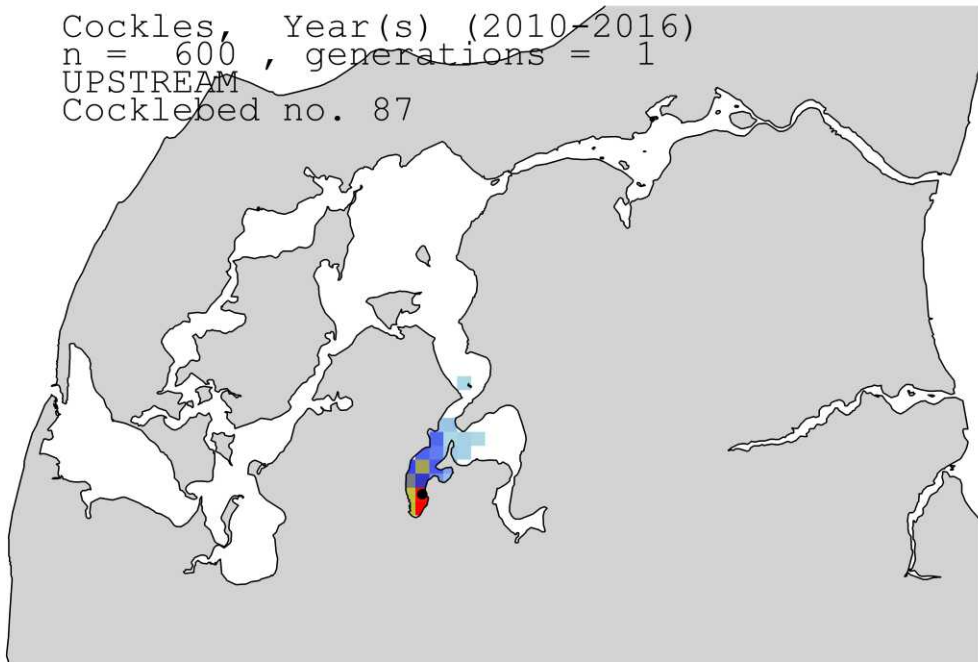 Cockles, Year(s) (2010-2016)
n = 600 , generations = 1
UPSTREAM
Cocklebed no. 87